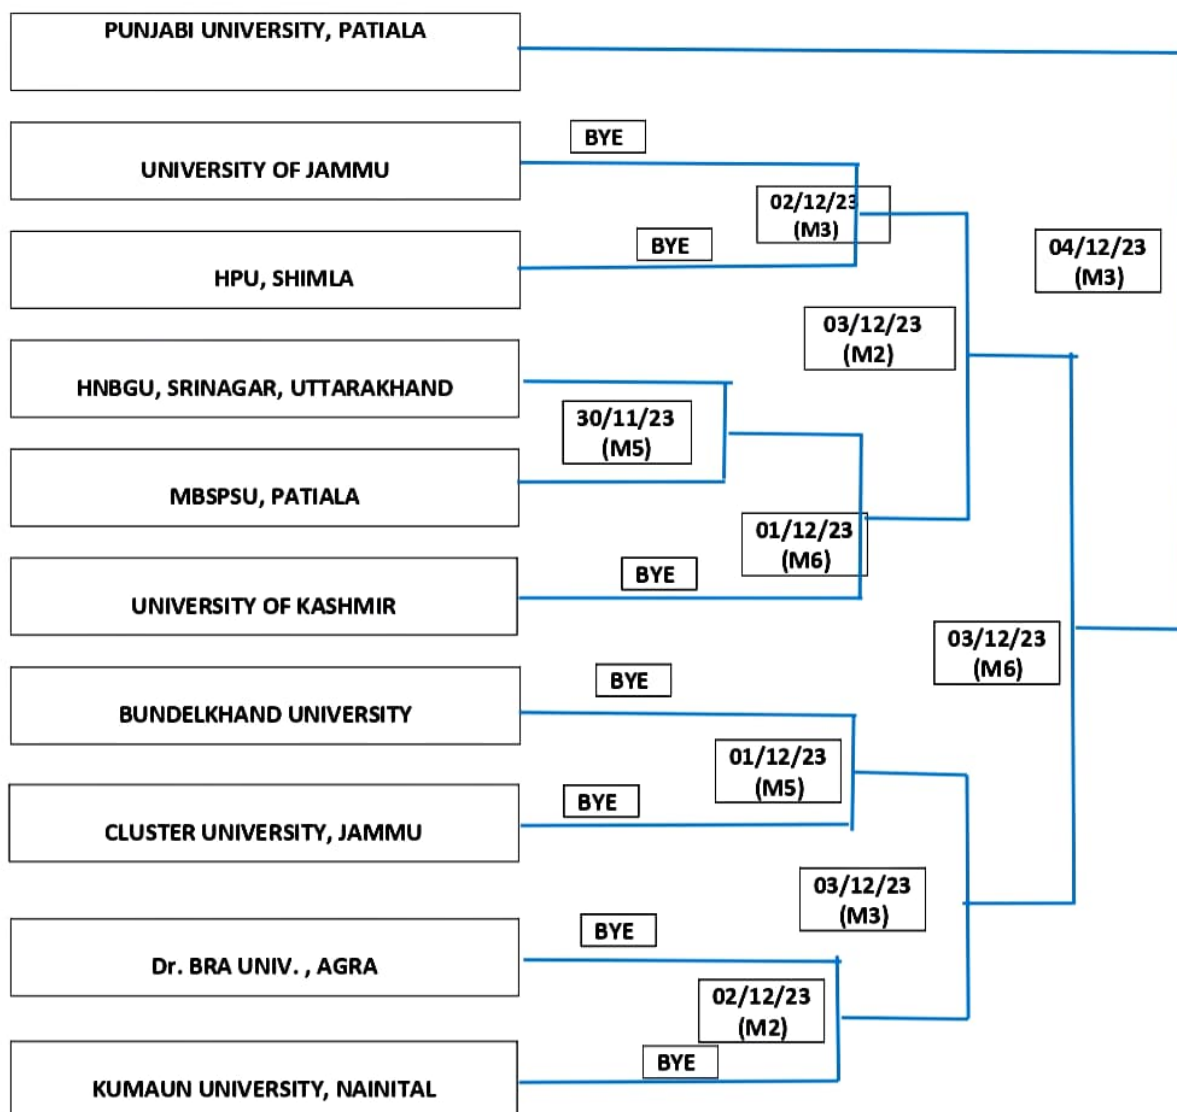 PUNJABI UNIVERSITY, PATIALA
BYE
UNIVERSITY OF JAMMU
02/12/23
(M3)
BYE
HPU, SHIMLA
04/12/23
(M3)
03/12/23
(M2)
HNBGU, SRINAGAR, UTTARAKHAND
30/11/23
(M5)
MBSPSU, PATIALA
01/12/23
(M6)
BYE
UNIVERSITY OF KASHMIR
03/12/23
(M6)
BYE
BUNDELKHAND UNIVERSITY
01/12/23
(M5)
BYE
CLUSTER UNIVERSITY, JAMMU
03/12/23
(M3)
BYE
Dr. BRA UNIV. , AGRA
02/12/23
(M2)
BYE
KUMAUN UNIVERSITY, NAINITAL